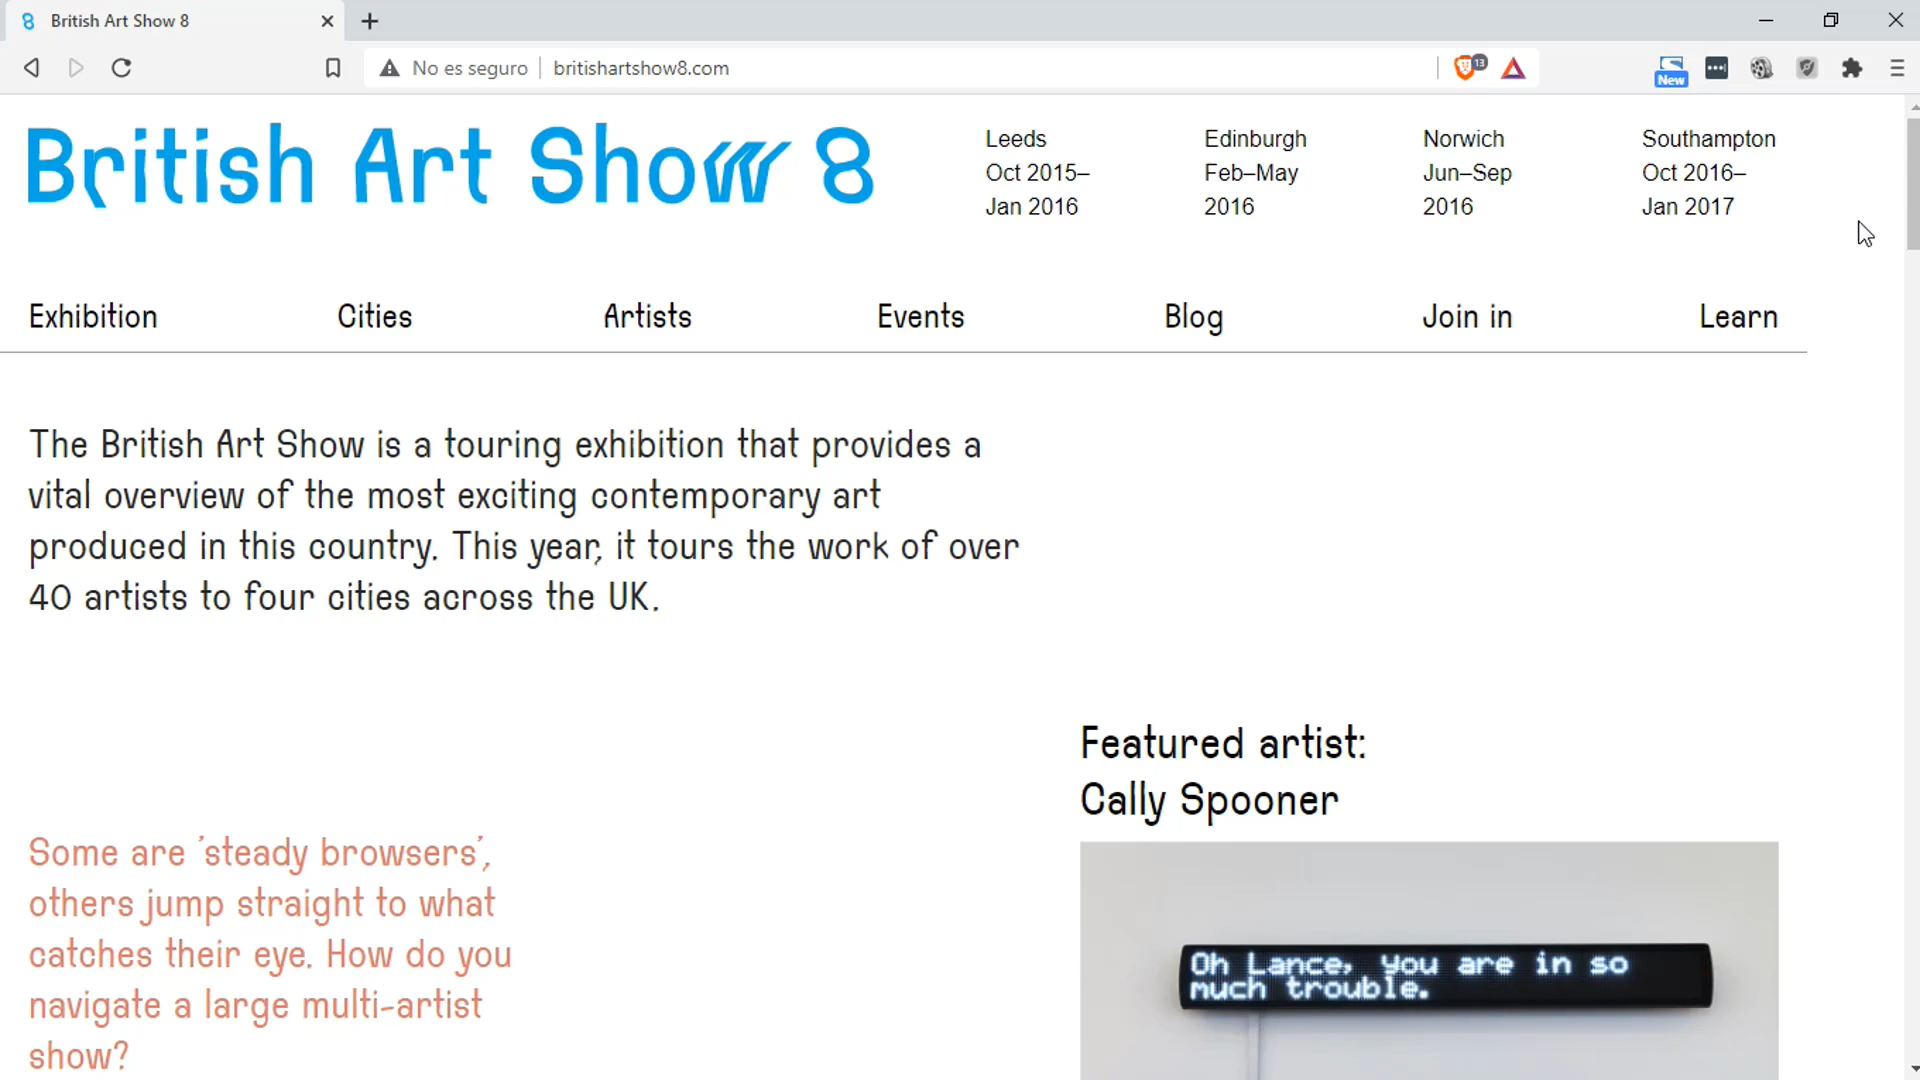 British Art Show 8
No es seguro
britishartshow8.com
13
New
British Art Show 8
Leeds
Oct 2015–
Jan 2016
Edinburgh
Feb–May
2016
Norwich
Jun–Sep
2016
Southampton
Oct 2016–
Jan 2017
Exhibition
Cities
Artists
Events
Blog
Join in
Learn
The British Art Show is a touring exhibition that provides a
vital overview of the most exciting contemporary art
produced in this country. This year, it tours the work of over
40 artists to four cities across the UK.
Featured artist:
Cally Spooner
Some are 'steady browsers',
others jump straight to what
catches their eye. How do you
navigate a large multi-artist
show?
Oh Lance, you are in so
much trouble.